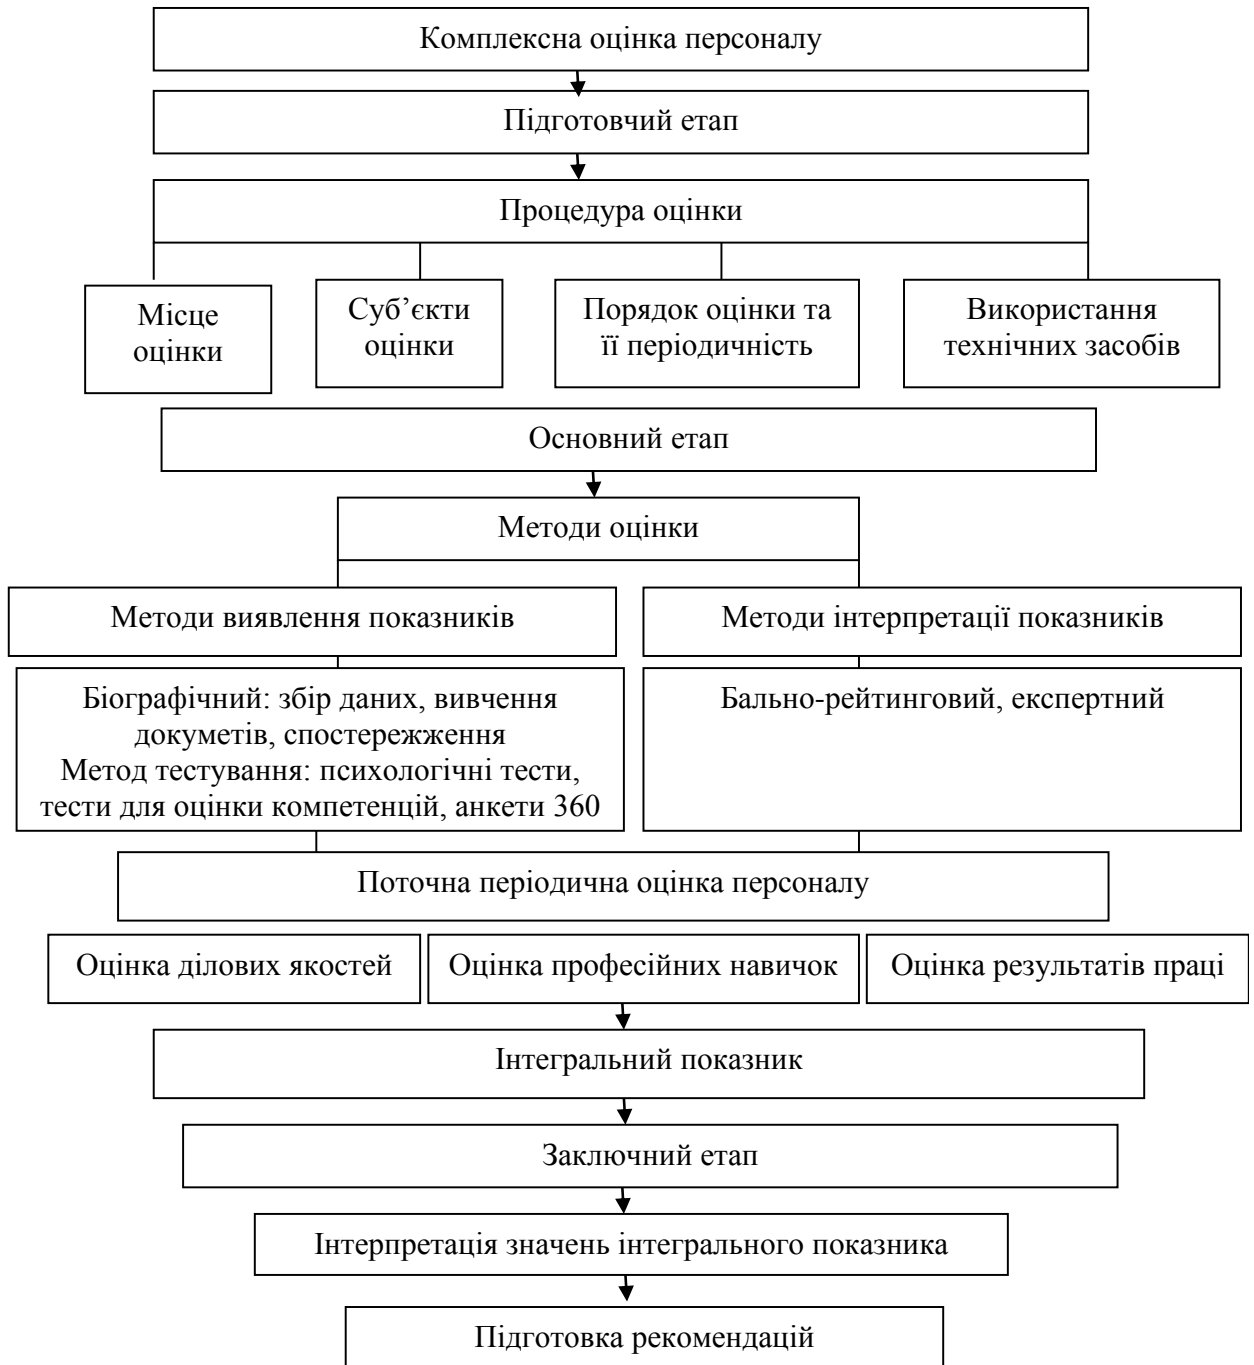 Комплексна оцінка персоналу
Підготовчий етап
Процедура оцінки
Місце
оцінки
Суб’єкти
оцінки
Порядок оцінки та
її періодичність
Використання
технічних засобів
Основний етап
Методи оцінки
Методи виявлення показників
Методи інтерпретації показників
Біографічний: збір даних, вивчення
докуметів, спостережження
Метод тестування: психологічні тести,
тести для оцінки компетенцій, анкети 360
Бально-рейтинговий, експертний
Поточна періодична оцінка персоналу
Оцінка ділових якостей
Оцінка професійних навичок
Оцінка результатів праці
Інтегральний показник
Заключний етап
Інтерпретація значень інтегрального показника
Підготовка рекомендацій